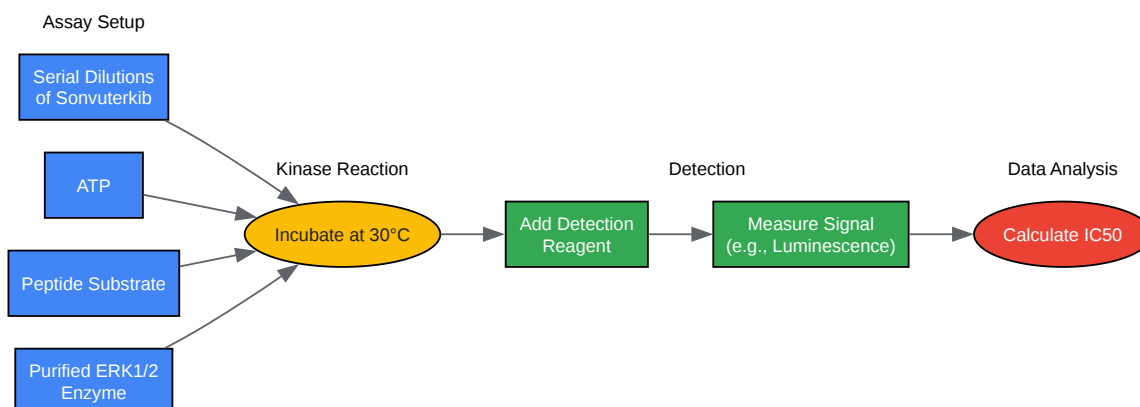 Assay Setup
Serial Dilutions
of Sonvuterkib
ATP
Peptide Substrate
Purified ERK1/2
Enzyme
Kinase Reaction
Incubate at 30°C
Detection
Add Detection
Reagent
Measure Signal
(e.g., Luminescence)
Data Analysis
Calculate IC50